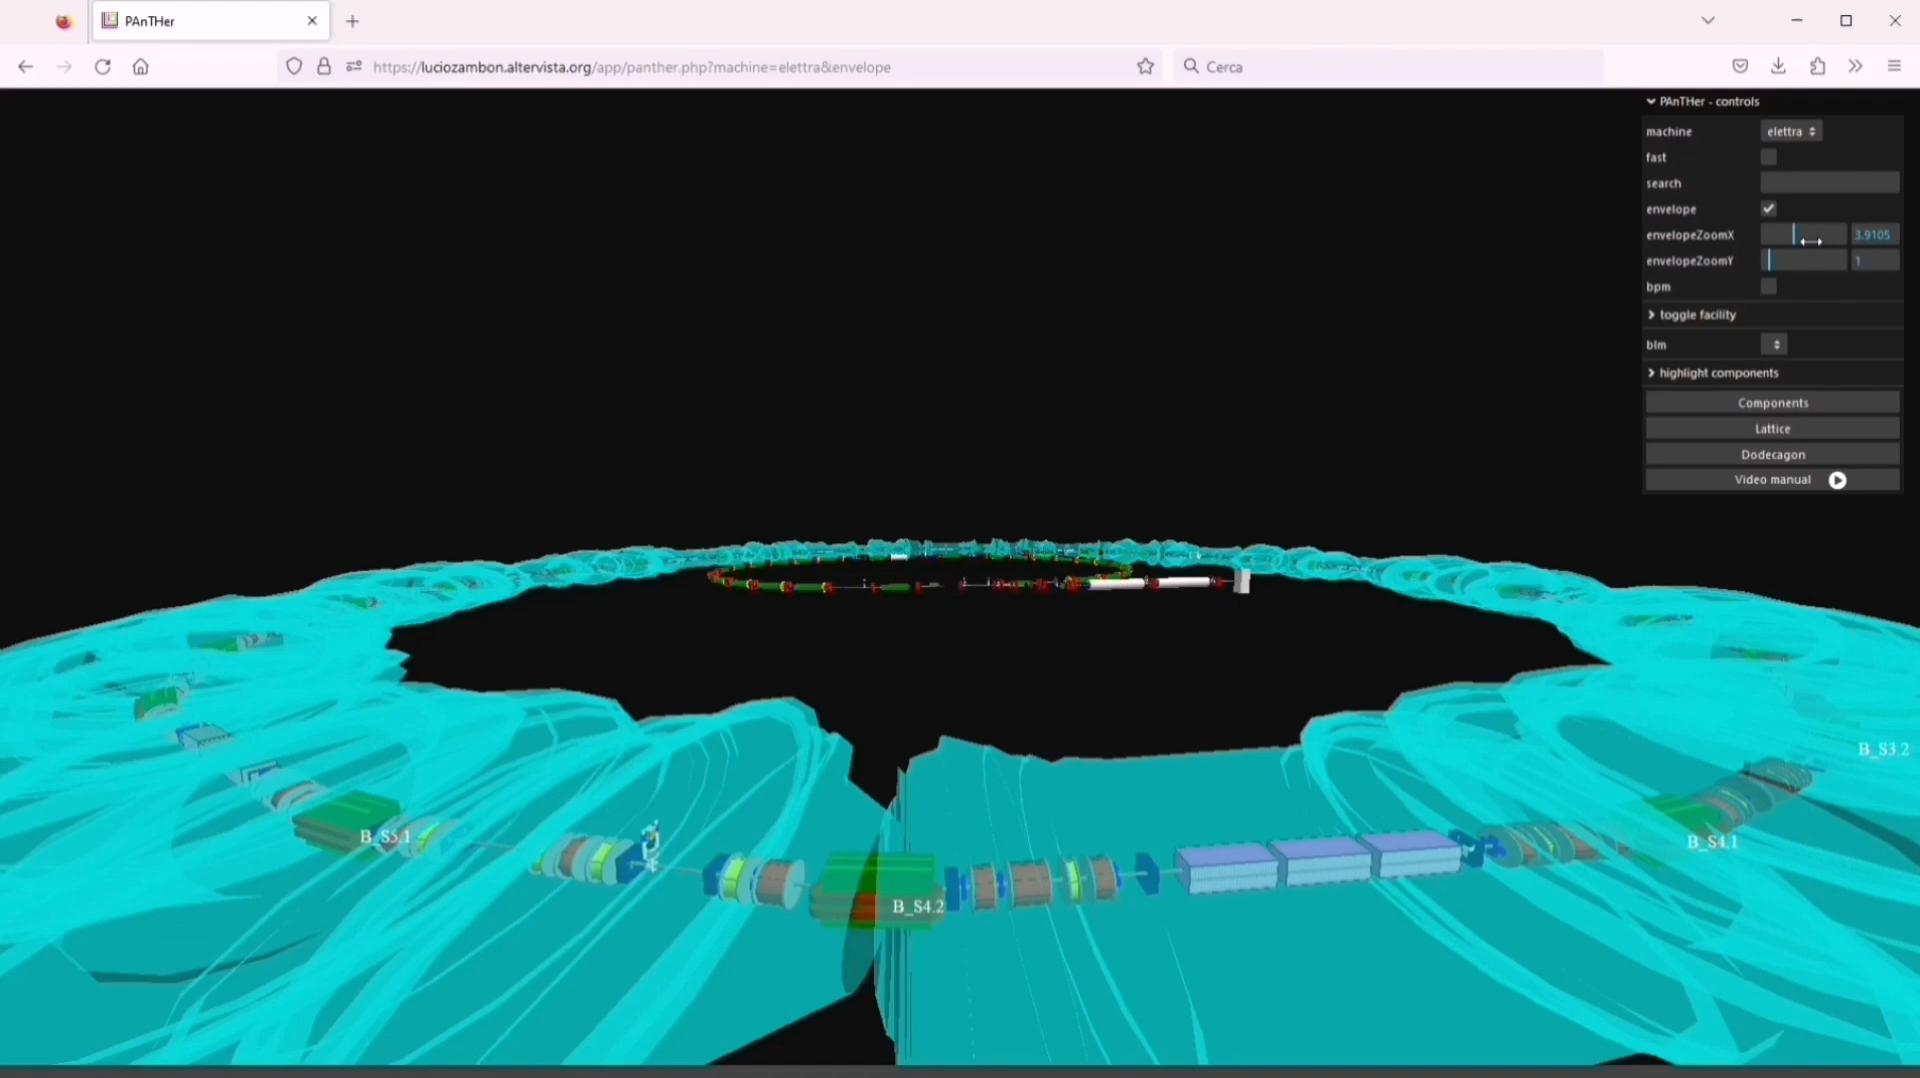 PAnTHer
https://luciozambon.altervista.org/app/panther.php?machine=elettra&envelope
Cerca
PAnTHer - controls
machine elettra
fast
search
envelope
envelopeZoomX 3.9105
envelopeZoomY 1
bpm
toggle facility
blm
highlight components
Components
Lattice
Dodecagon
Video manual
B_S3.2
B_S5.1
B_S4.1
B_S4.2